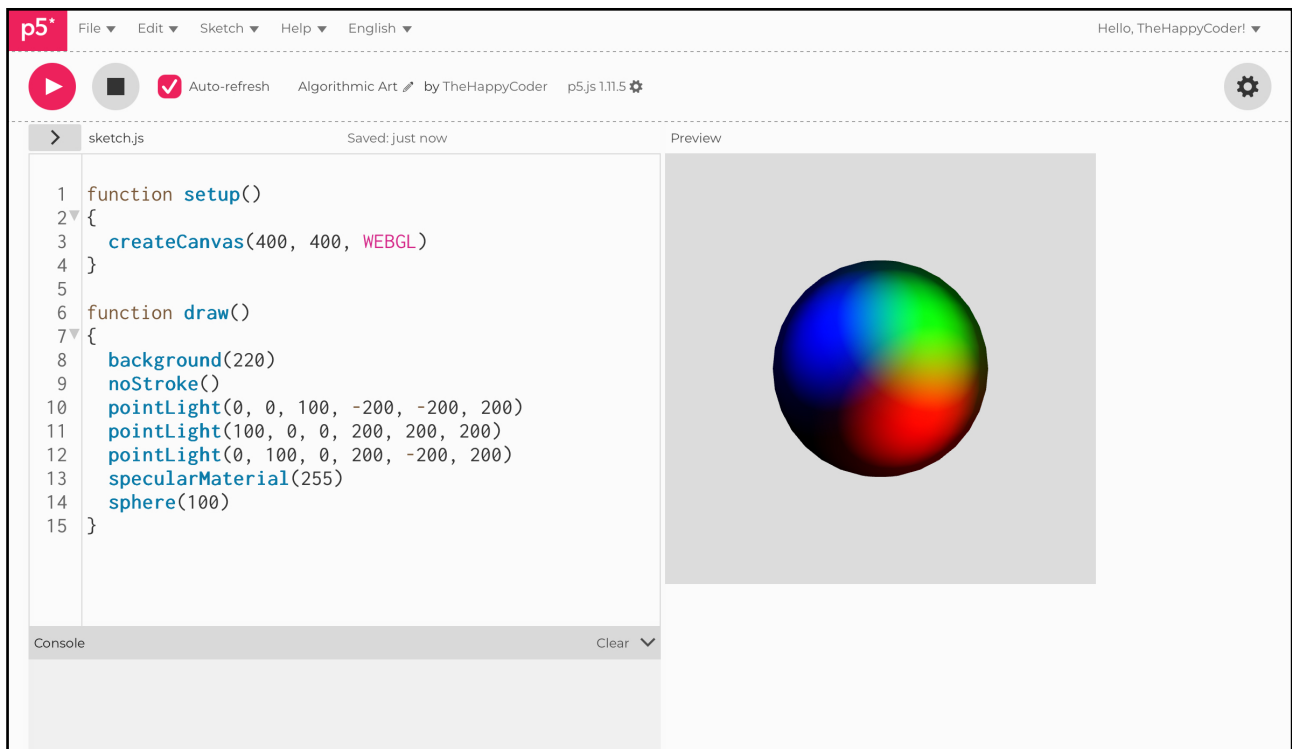 p5* File Edit Sketch Help English Hello, TheHappyCoder!
Auto-refresh Algorithmic Art by TheHappyCoder p5.js 1.11.5
sketch.js Saved: just now Preview
1 function setup()
2 {
3 createCanvas(400, 400, WEBGL)
4 }
5
6 function draw()
7 {
8 background(220)
9 noStroke()
10 pointLight(0, 0, 100, -200, -200, 200)
11 pointLight(100, 0, 0, 200, 200, 200)
12 pointLight(0, 100, 0, 200, -200, 200)
13 specularMaterial(255)
14 sphere(100)
15 }
Console Clear